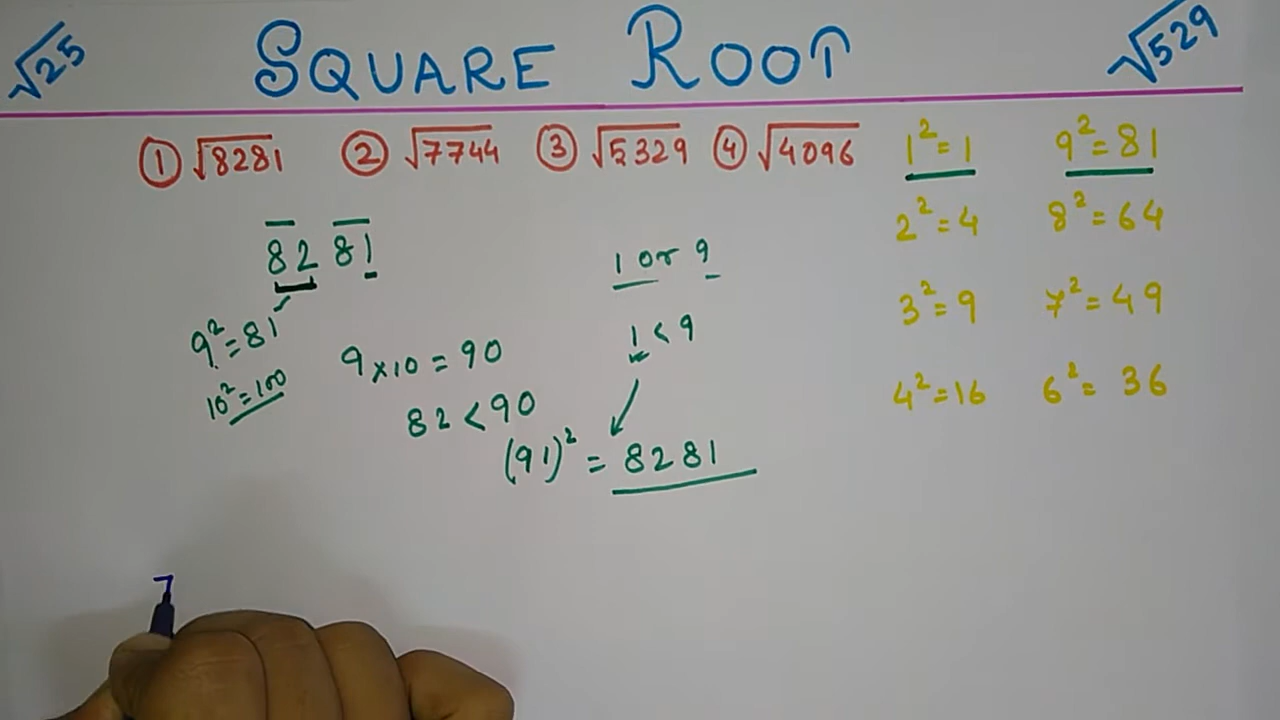 √25 SQUARE ROOT √529
① √8281 ② √7744 ③ √5329 ④ √4096
1² = 1 9² = 81
2² = 4 8² = 64
3² = 9 7² = 49
4² = 16 6² = 36
82 81
9² = 81
10² = 100
9 × 10 = 90
82 < 90
1 or 9
1 < 9
(91)² = 8281
7